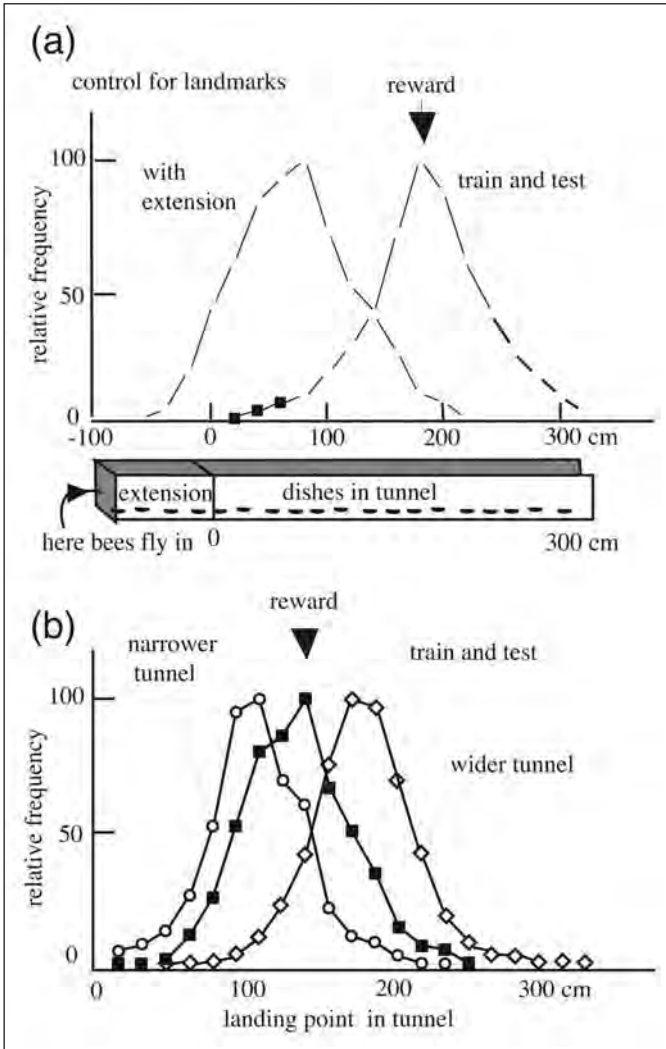 (a)
control for landmarks
reward
100
with
extension
train and test
relative frequency
50
0
-100 0 100 200 300 cm
extension dishes in tunnel
here bees fly in 0 300 cm
(b)
reward
narrower
tunnel
train and test
100
wider tunnel
relative frequency
50
0
0 100 200 300 cm
landing point in tunnel